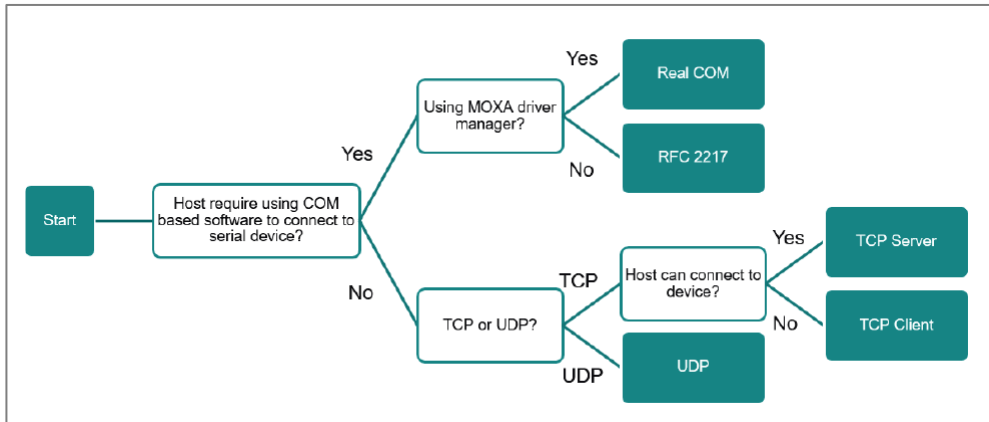 Start
Host require using COM
based software to connect to
serial device?
Yes
No
Using MOXA driver
manager?
Yes
No
Real COM
RFC 2217
TCP or UDP?
TCP
UDP
Host can connect to
device?
Yes
No
TCP Server
TCP Client
UDP